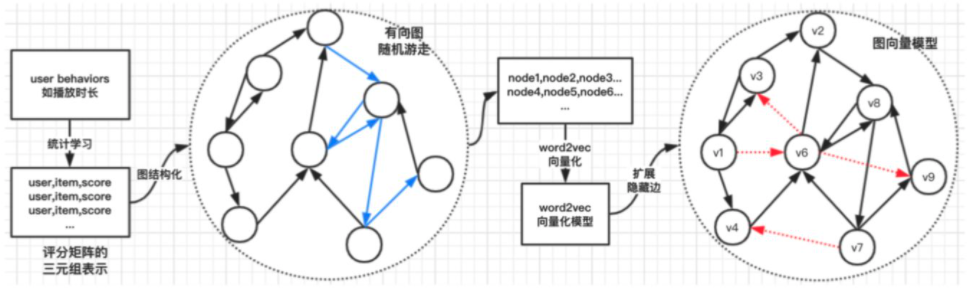 user behaviors
如播放时长
统计学习
user,item,score
user,item,score
user,item,score
...
评分矩阵的
三元组表示
图结构化
有向图
随机游走
node1,node2,node3...
node4,node5,node6...
...
word2vec
向量化
word2vec
向量化模型
扩展
隐藏边
图向量模型
v2
v3
v8
v1
v6
v9
v4
v7